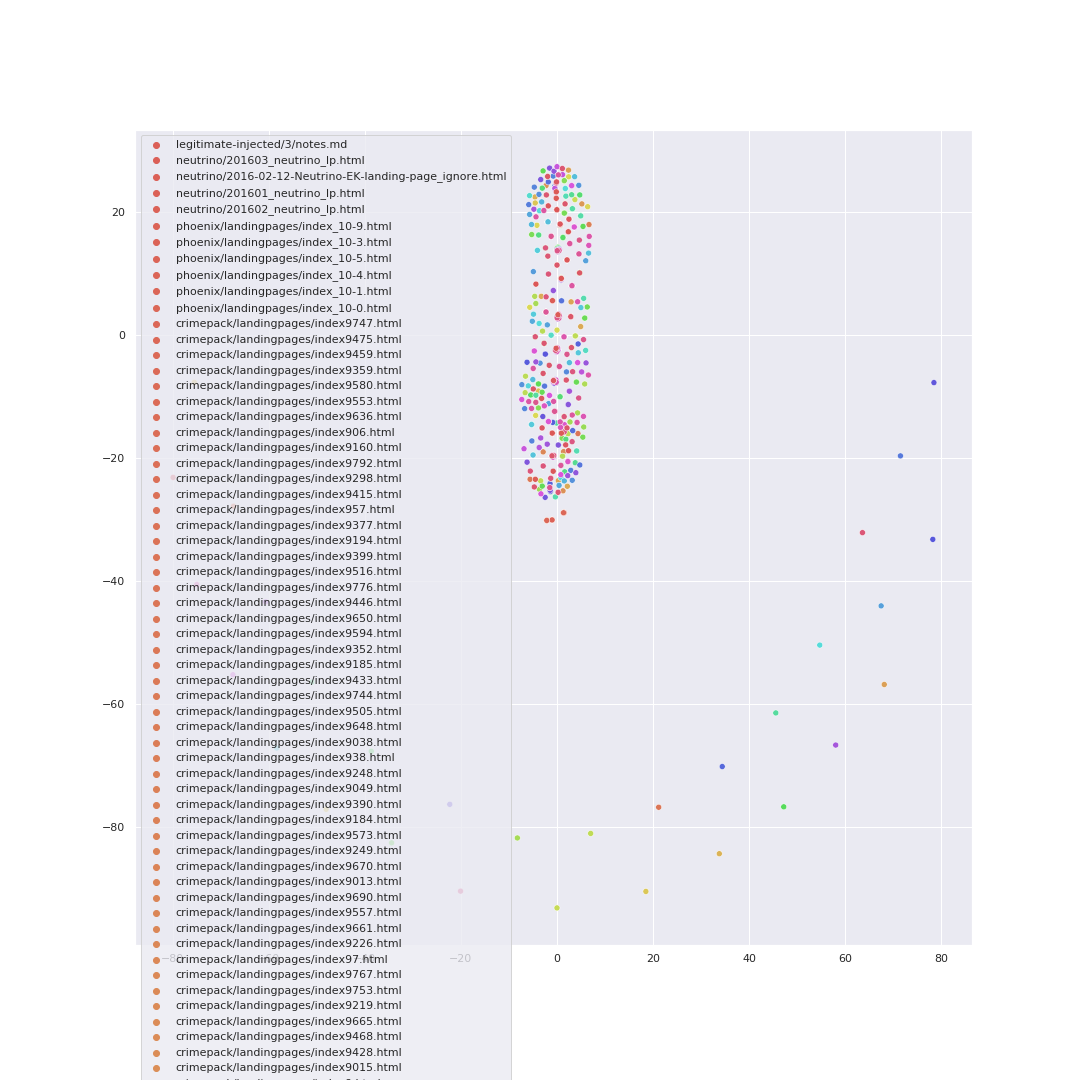 legitimate-injected/3/notes.md
neutrino/201603_neutrino_lp.html
neutrino/2016-02-12-Neutrino-EK-landing-page_ignore.html
neutrino/201601_neutrino_lp.html
neutrino/201602_neutrino_lp.html
phoenix/landingpages/index_10-9.html
phoenix/landingpages/index_10-3.html
phoenix/landingpages/index_10-5.html
phoenix/landingpages/index_10-4.html
phoenix/landingpages/index_10-1.html
phoenix/landingpages/index_10-0.html
crimepack/landingpages/index9747.html
crimepack/landingpages/index9475.html
crimepack/landingpages/index9459.html
crimepack/landingpages/index9359.html
crimepack/landingpages/index9580.html
crimepack/landingpages/index9553.html
crimepack/landingpages/index9636.html
crimepack/landingpages/index906.html
crimepack/landingpages/index9160.html
crimepack/landingpages/index9792.html
crimepack/landingpages/index9298.html
crimepack/landingpages/index9415.html
crimepack/landingpages/index957.html
crimepack/landingpages/index9377.html
crimepack/landingpages/index9194.html
crimepack/landingpages/index9399.html
crimepack/landingpages/index9516.html
crimepack/landingpages/index9776.html
crimepack/landingpages/index9446.html
crimepack/landingpages/index9650.html
crimepack/landingpages/index9594.html
crimepack/landingpages/index9352.html
crimepack/landingpages/index9185.html
crimepack/landingpages/index9433.html
crimepack/landingpages/index9744.html
crimepack/landingpages/index9505.html
crimepack/landingpages/index9648.html
crimepack/landingpages/index9038.html
crimepack/landingpages/index938.html
crimepack/landingpages/index9248.html
crimepack/landingpages/index9049.html
crimepack/landingpages/index9390.html
crimepack/landingpages/index9184.html
crimepack/landingpages/index9573.html
crimepack/landingpages/index9249.html
crimepack/landingpages/index9670.html
crimepack/landingpages/index9013.html
crimepack/landingpages/index9690.html
crimepack/landingpages/index9557.html
crimepack/landingpages/index9661.html
crimepack/landingpages/index9226.html
crimepack/landingpages/index97.html
crimepack/landingpages/index9767.html
crimepack/landingpages/index9753.html
crimepack/landingpages/index9219.html
crimepack/landingpages/index9665.html
crimepack/landingpages/index9468.html
crimepack/landingpages/index9428.html
crimepack/landingpages/index9015.html
20
0
−20
−40
−60
−80
−80
−20
0
20
40
60
80